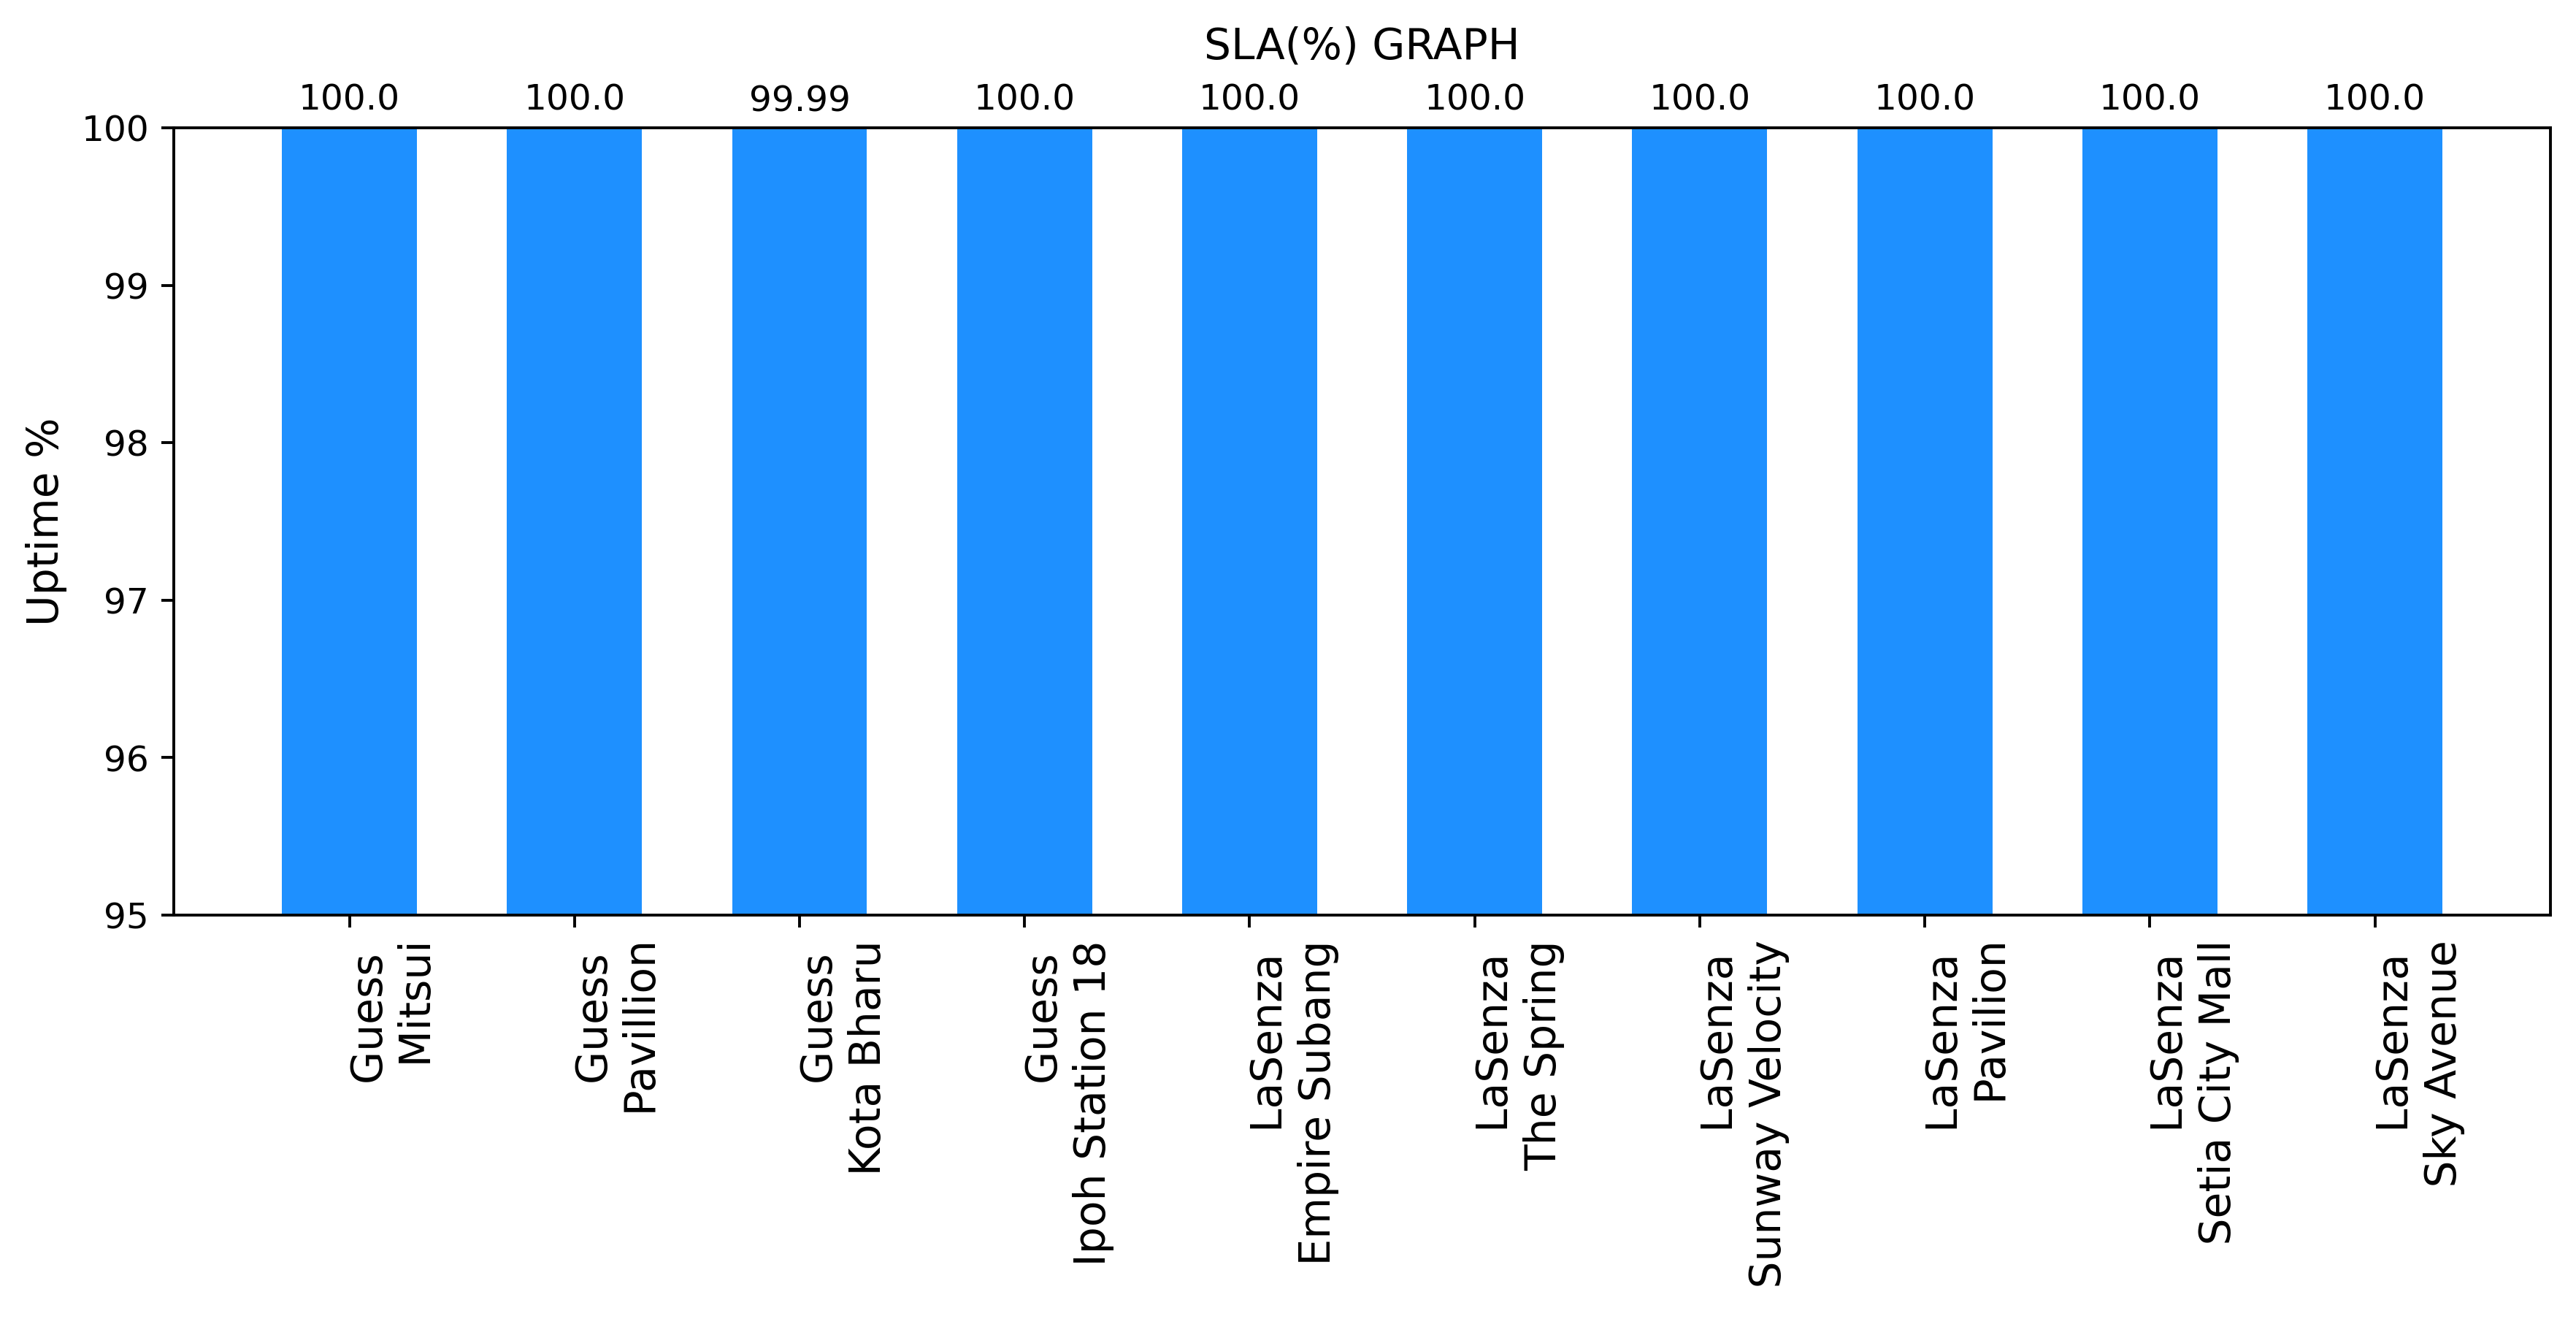 SLA(%) GRAPH
100.0 100.0 99.99 100.0 100.0 100.0 100.0 100.0 100.0 100.0
100
99
98
97
96
95
Uptime %
Guess
Mitsui
Guess
Pavillion
Guess
Kota Bharu
Guess
Ipoh Station 18
LaSenza
Empire Subang
LaSenza
The Spring
LaSenza
Sunway Velocity
LaSenza
Pavilion
LaSenza
Setia City Mall
LaSenza
Sky Avenue